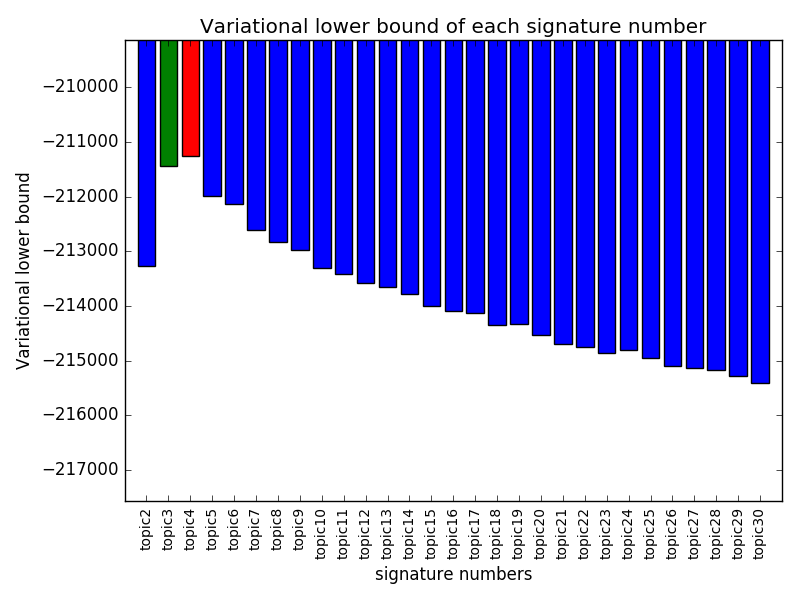 Variational lower bound of each signature number
Variational lower bound
−210000
−211000
−212000
−213000
−214000
−215000
−216000
−217000
topic2
topic3
topic4
topic5
topic6
topic7
topic8
topic9
topic10
topic11
topic12
topic13
topic14
topic15
topic16
topic17
topic18
topic19
topic20
topic21
topic22
topic23
topic24
topic25
topic26
topic27
topic28
topic29
topic30
signature numbers